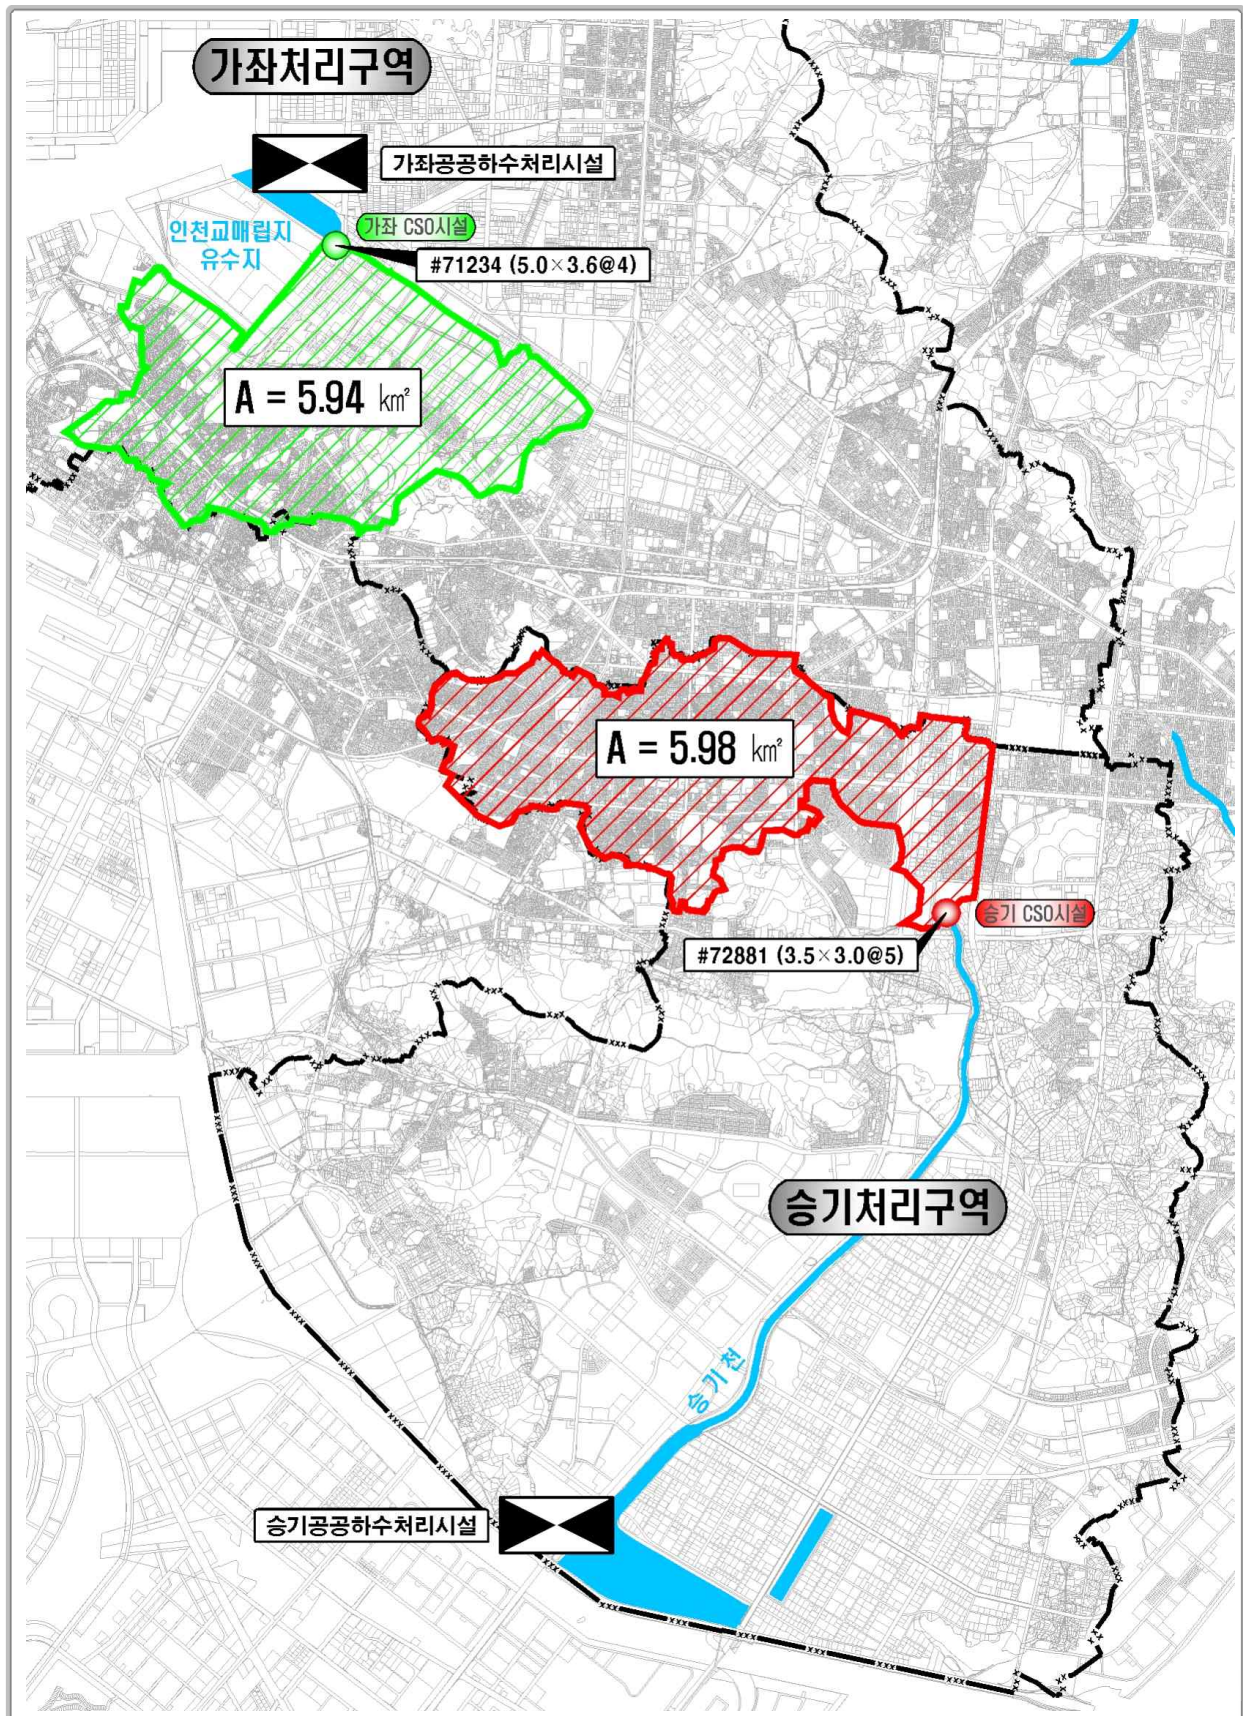 가좌처리구역
가좌공공하수처리시설
인천교매립지
유수지
가좌 CSO시설
#71234 (5.0×3.6@4)
A = 5.94 km²
A = 5.98 km²
승기 CSO시설
#72881 (3.5×3.0@5)
승기처리구역
승기천
승기공공하수처리시설